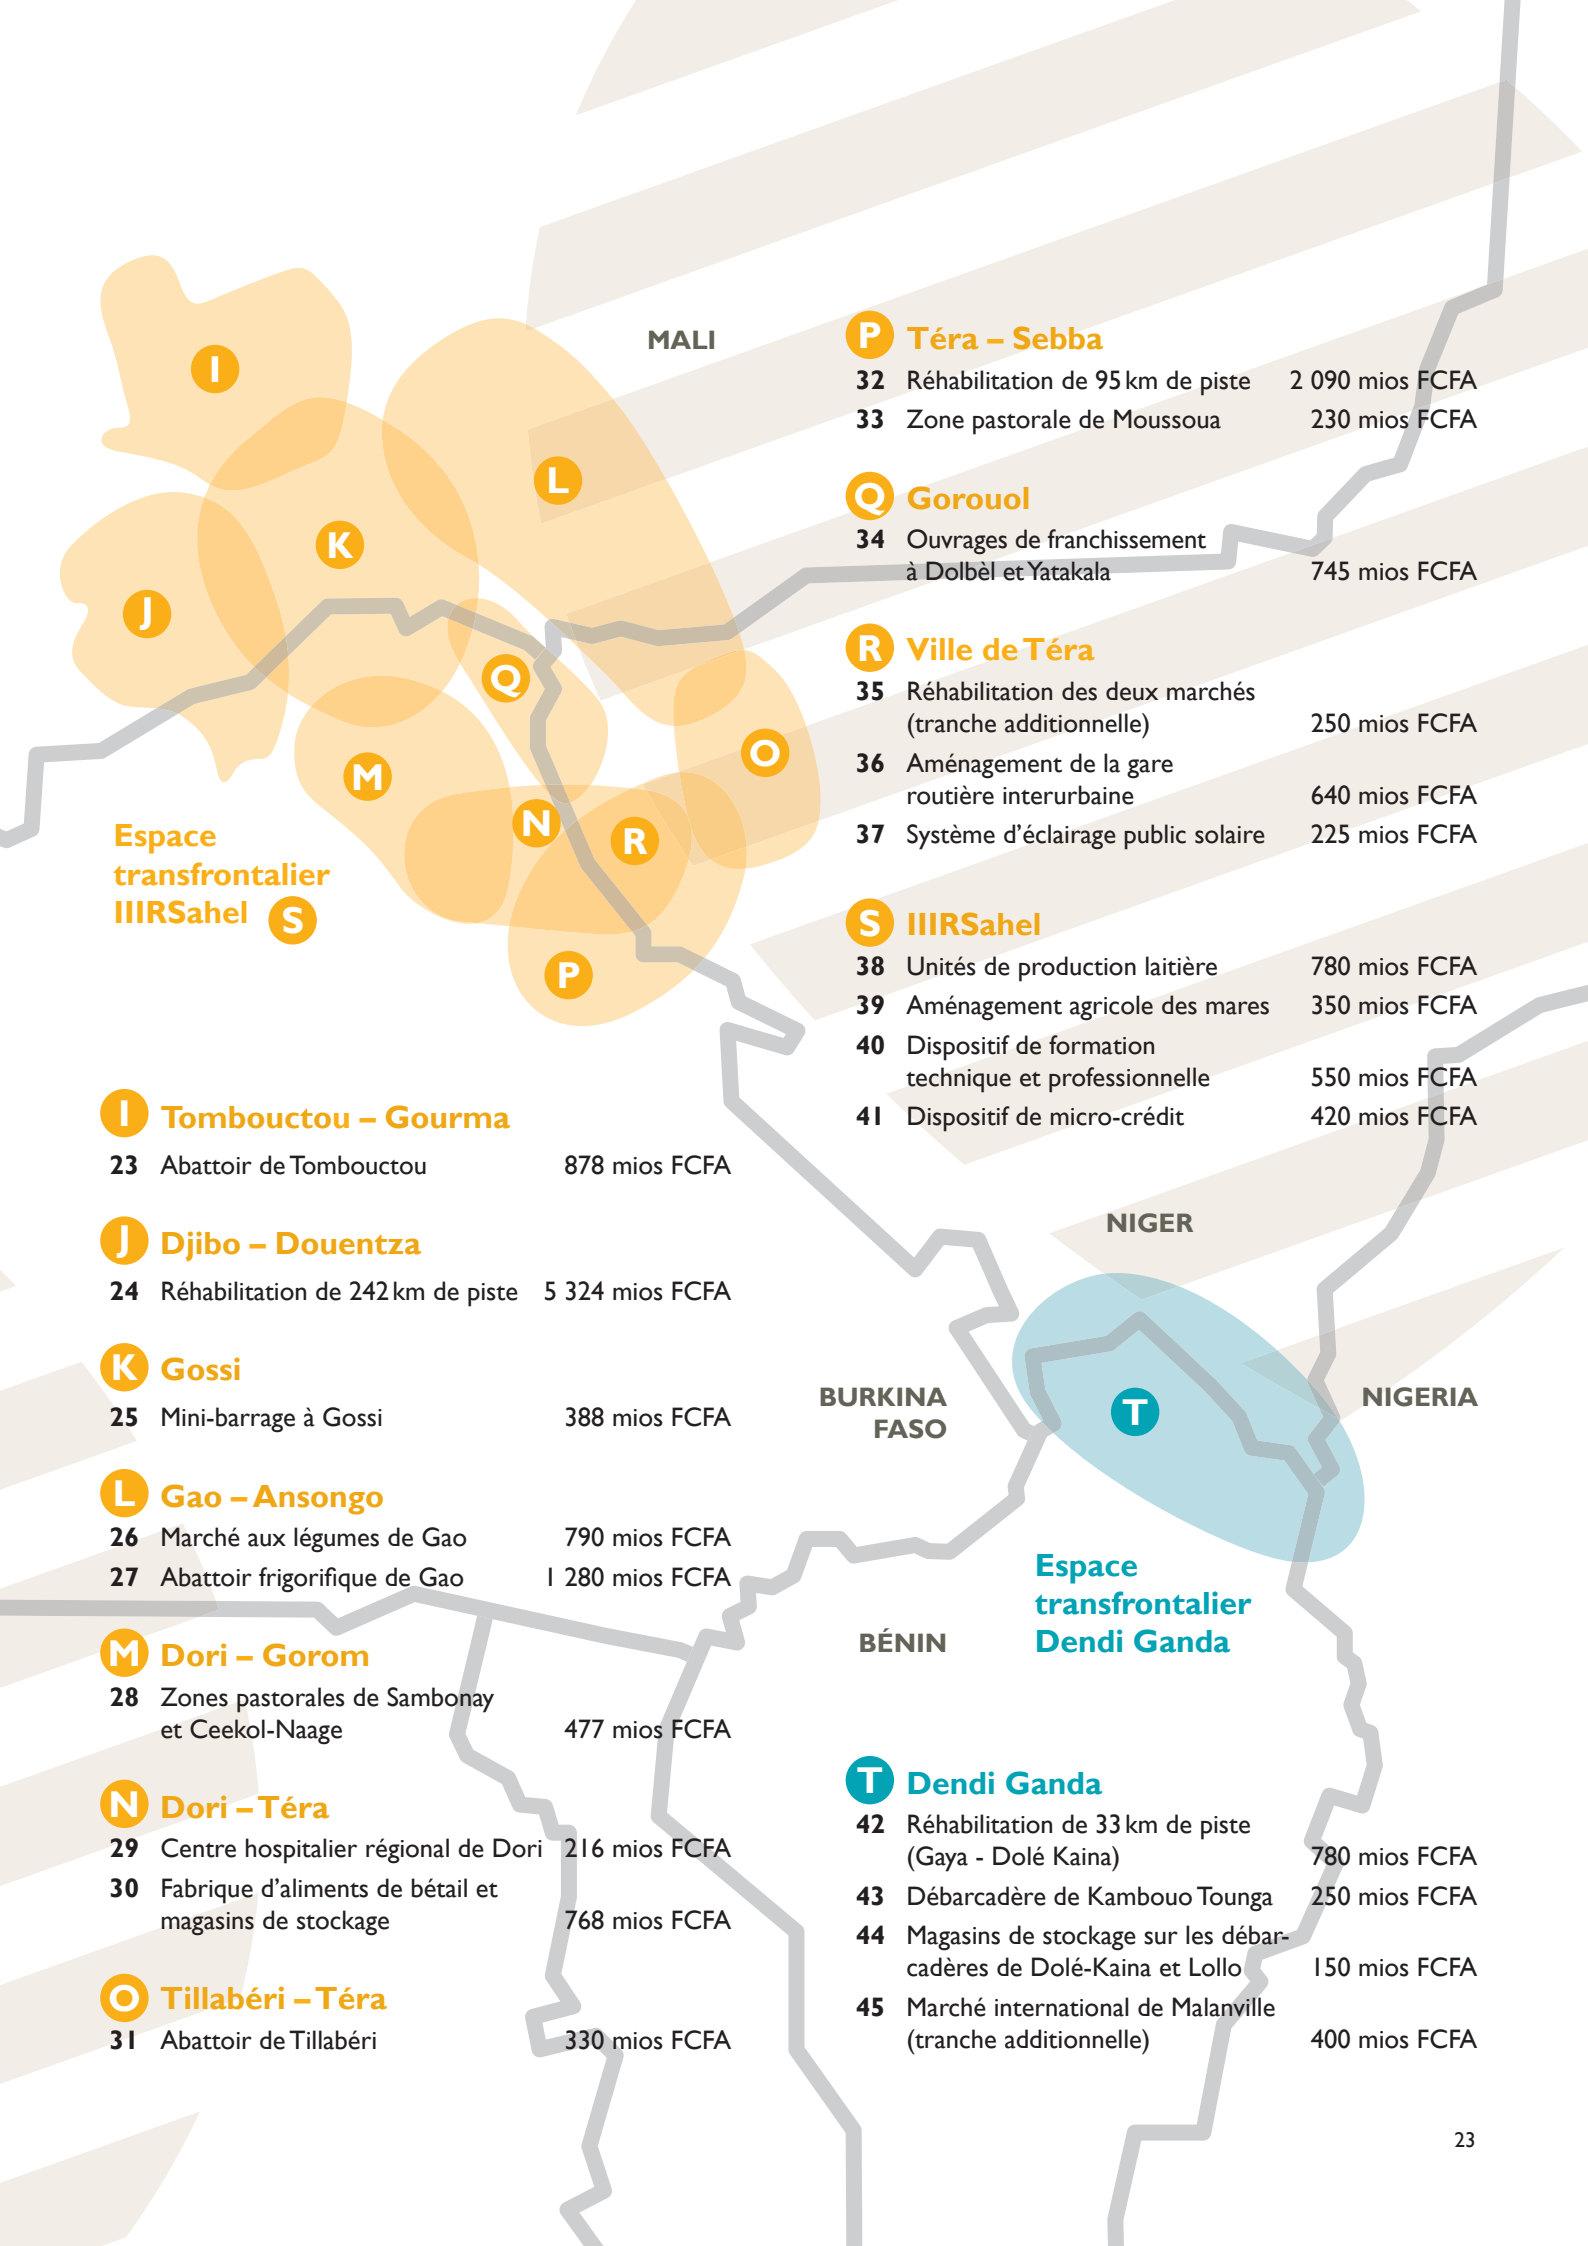 MALI
I
L
K
J
Q
O
M
N
R
P
Espace
transfrontalier
IIIRSahel S
I Tombouctou – Gourma
23 Abattoir de Tombouctou 878 mios FCFA
J Djibo – Douentza
24 Réhabilitation de 242 km de piste 5 324 mios FCFA
K Gossi
25 Mini-barrage à Gossi 388 mios FCFA
L Gao – Ansongo
26 Marché aux légumes de Gao 790 mios FCFA
27 Abattoir frigorifique de Gao 1 280 mios FCFA
M Dori – Gorom
28 Zones pastorales de Sambonay
et Ceekol-Naage 477 mios FCFA
N Dori – Téra
29 Centre hospitalier régional de Dori 216 mios FCFA
30 Fabrique d’aliments de bétail et
magasins de stockage 768 mios FCFA
O Tillabéri – Téra
31 Abattoir de Tillabéri 330 mios FCFA
P Téra – Sebba
32 Réhabilitation de 95 km de piste 2 090 mios FCFA
33 Zone pastorale de Moussoua 230 mios FCFA
Q Gorouol
34 Ouvrages de franchissement
à Dolbèl et Yatakala 745 mios FCFA
R Ville de Téra
35 Réhabilitation des deux marchés
(tranche additionnelle) 250 mios FCFA
36 Aménagement de la gare
routière interurbaine 640 mios FCFA
37 Système d’éclairage public solaire 225 mios FCFA
S IIIRSahel
38 Unités de production laitière 780 mios FCFA
39 Aménagement agricole des mares 350 mios FCFA
40 Dispositif de formation
technique et professionnelle 550 mios FCFA
41 Dispositif de micro-crédit 420 mios FCFA
NIGER
BURKINA
FASO
T
NIGERIA
Espace
transfrontalier
Dendi Ganda
BÉNIN
T Dendi Ganda
42 Réhabilitation de 33 km de piste
(Gaya - Dolé Kaina) 780 mios FCFA
43 Débarcadère de Kambouo Tounga 250 mios FCFA
44 Magasins de stockage sur les débar-
cadères de Dolé-Kaina et Lollo 150 mios FCFA
45 Marché international de Malanville
(tranche additionnelle) 400 mios FCFA
23